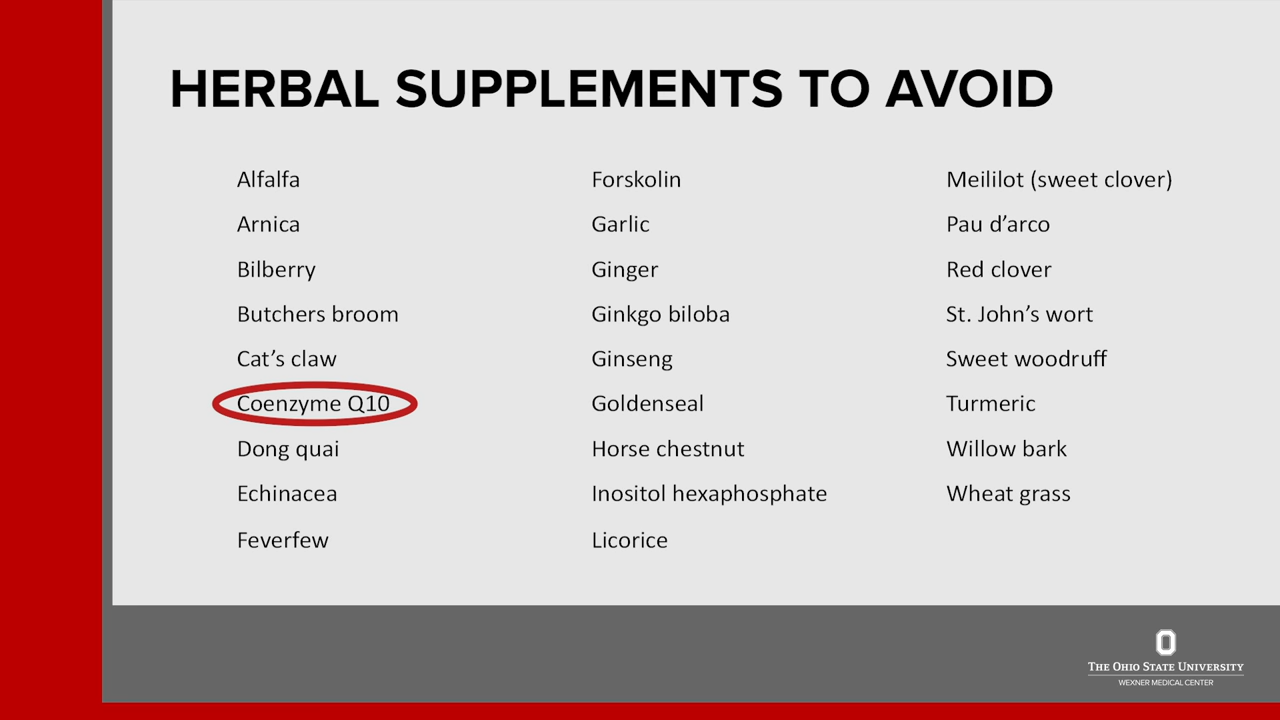 HERBAL SUPPLEMENTS TO AVOID
Alfalfa
Arnica
Bilberry
Butchers broom
Cat’s claw
Coenzyme Q10
Dong quai
Echinacea
Feverfew
Forskolin
Garlic
Ginger
Ginkgo biloba
Ginseng
Goldenseal
Horse chestnut
Inositol hexaphosphate
Licorice
Meililot (sweet clover)
Pau d’arco
Red clover
St. John’s wort
Sweet woodruff
Turmeric
Willow bark
Wheat grass
THE OHIO STATE UNIVERSITY
WEXNER MEDICAL CENTER